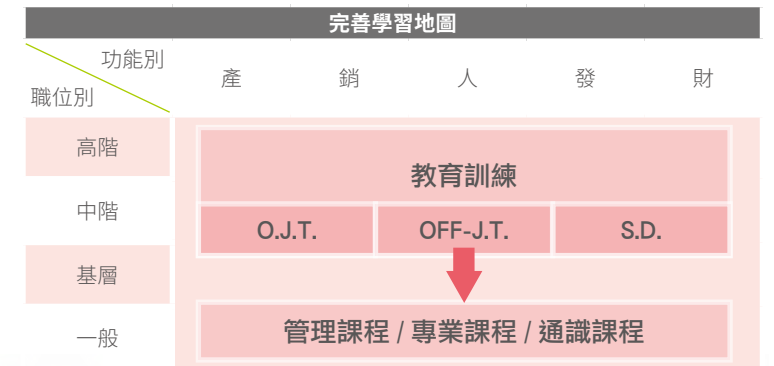 完善學習地圖
功能別
職位別
產 銷 人 發 財
高階
中階
基層
一般
教育訓練
O.J.T. OFF-J.T. S.D.
管理課程 / 專業課程 / 通識課程